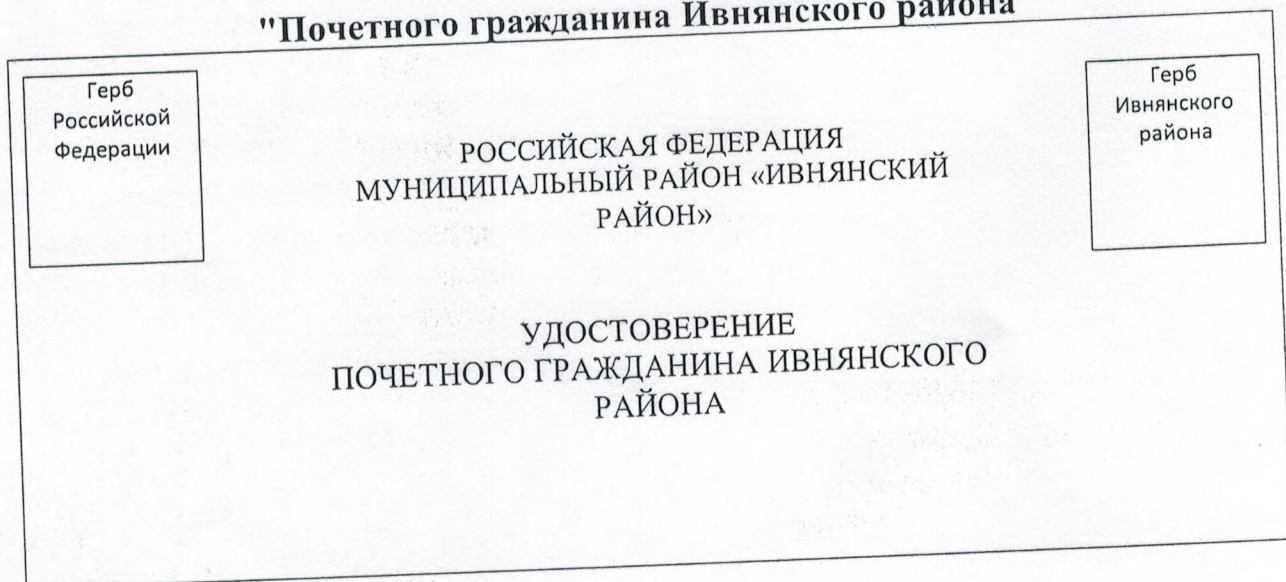 "Почетного гражданина Ивнянского района
Герб
Российской
Федерации
Герб
Ивнянского
района
РОССИЙСКАЯ ФЕДЕРАЦИЯ
МУНИЦИПАЛЬНЫЙ РАЙОН «ИВНЯНСКИЙ
РАЙОН»
УДОСТОВЕРЕНИЕ
ПОЧЕТНОГО ГРАЖДАНИНА ИВНЯНСКОГО
РАЙОНА